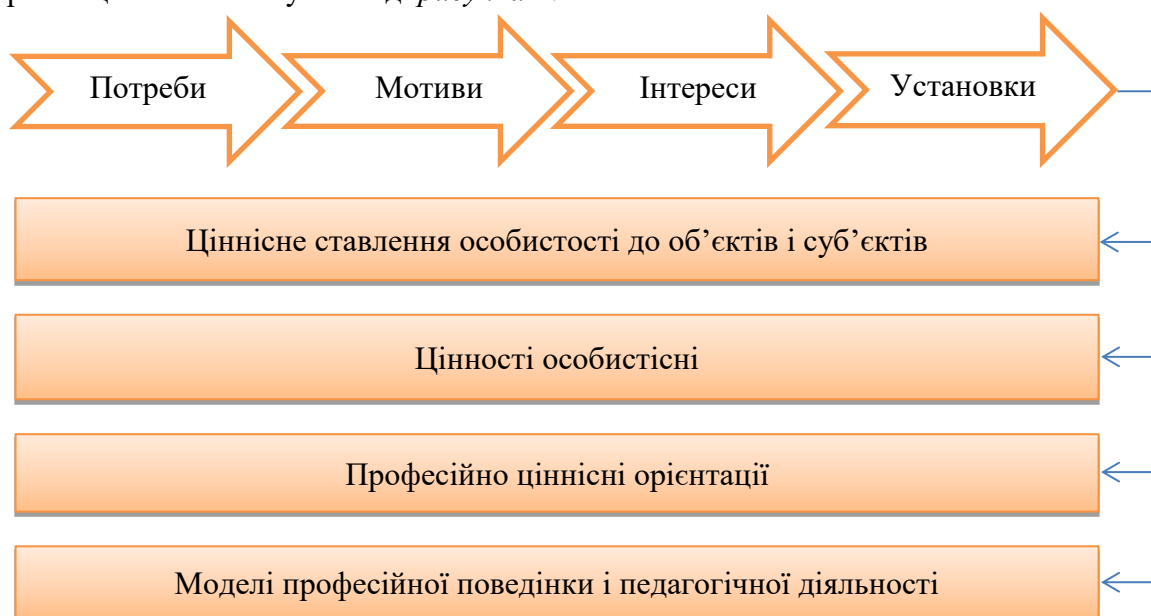 Потреби
Мотиви
Інтереси
Установки
Ціннісне ставлення особистості до об’єктів і суб’єктів
Цінності особистісні
Професійно ціннісні орієнтації
Моделі професійної поведінки і педагогічної діяльності